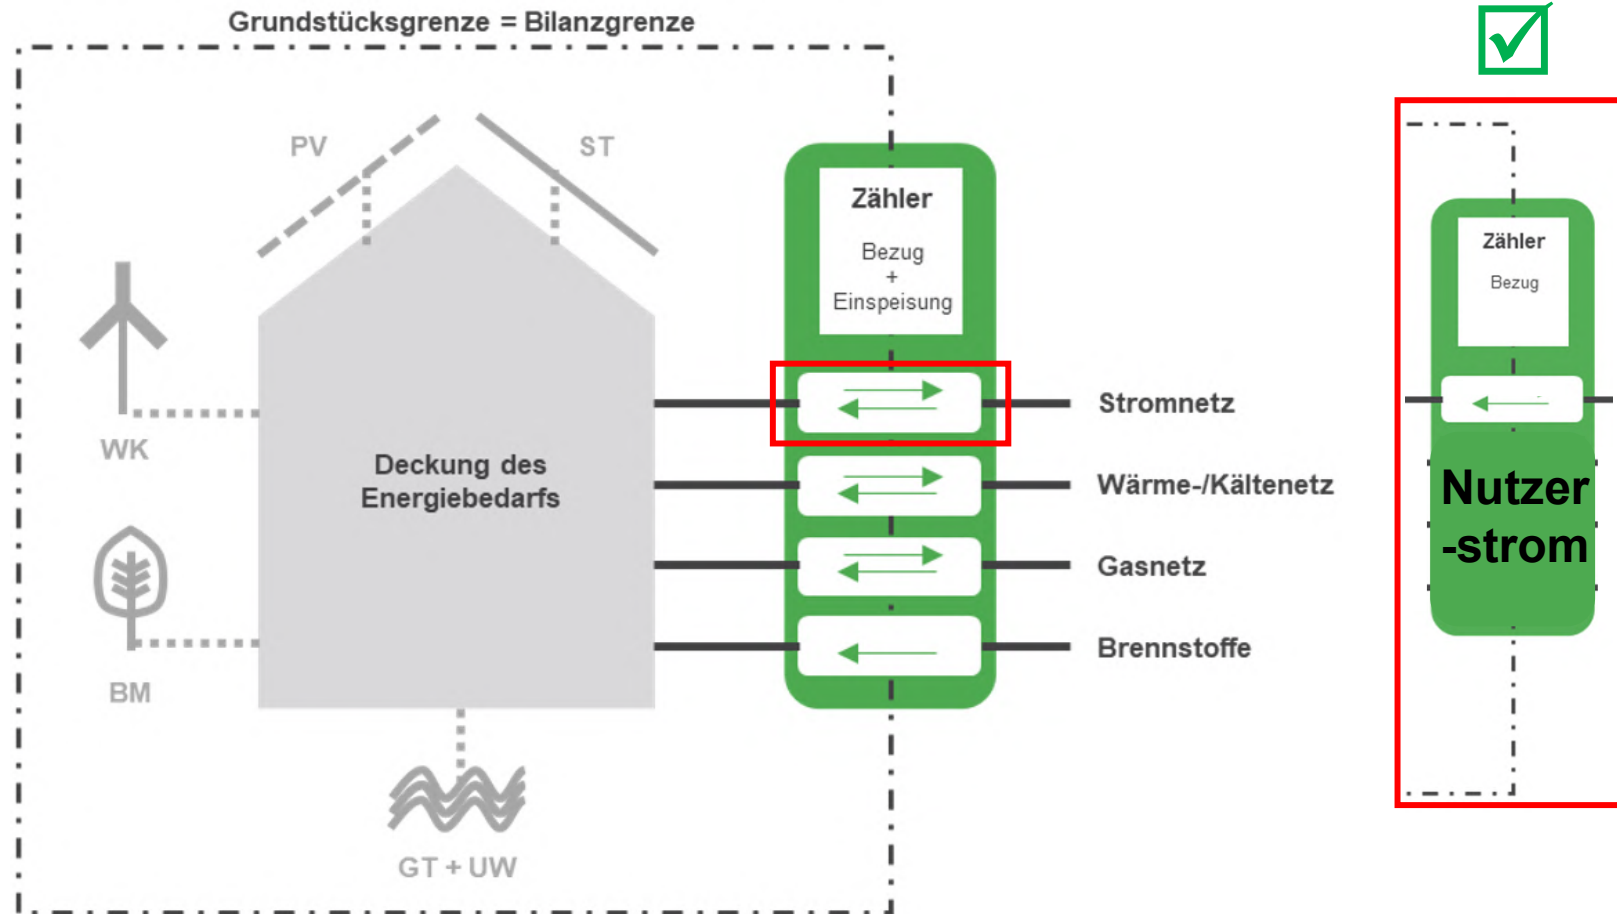 Grundstücksgrenze = Bilanzgrenze
PV
ST
WK
BM
Deckung des
Energiebedarfs
GT + UW
Zähler
Bezug
+
Einspeisung
Stromnetz
Wärme-/Kältenetz
Gasnetz
Brennstoffe
Zähler
Bezug
Nutzer
-strom